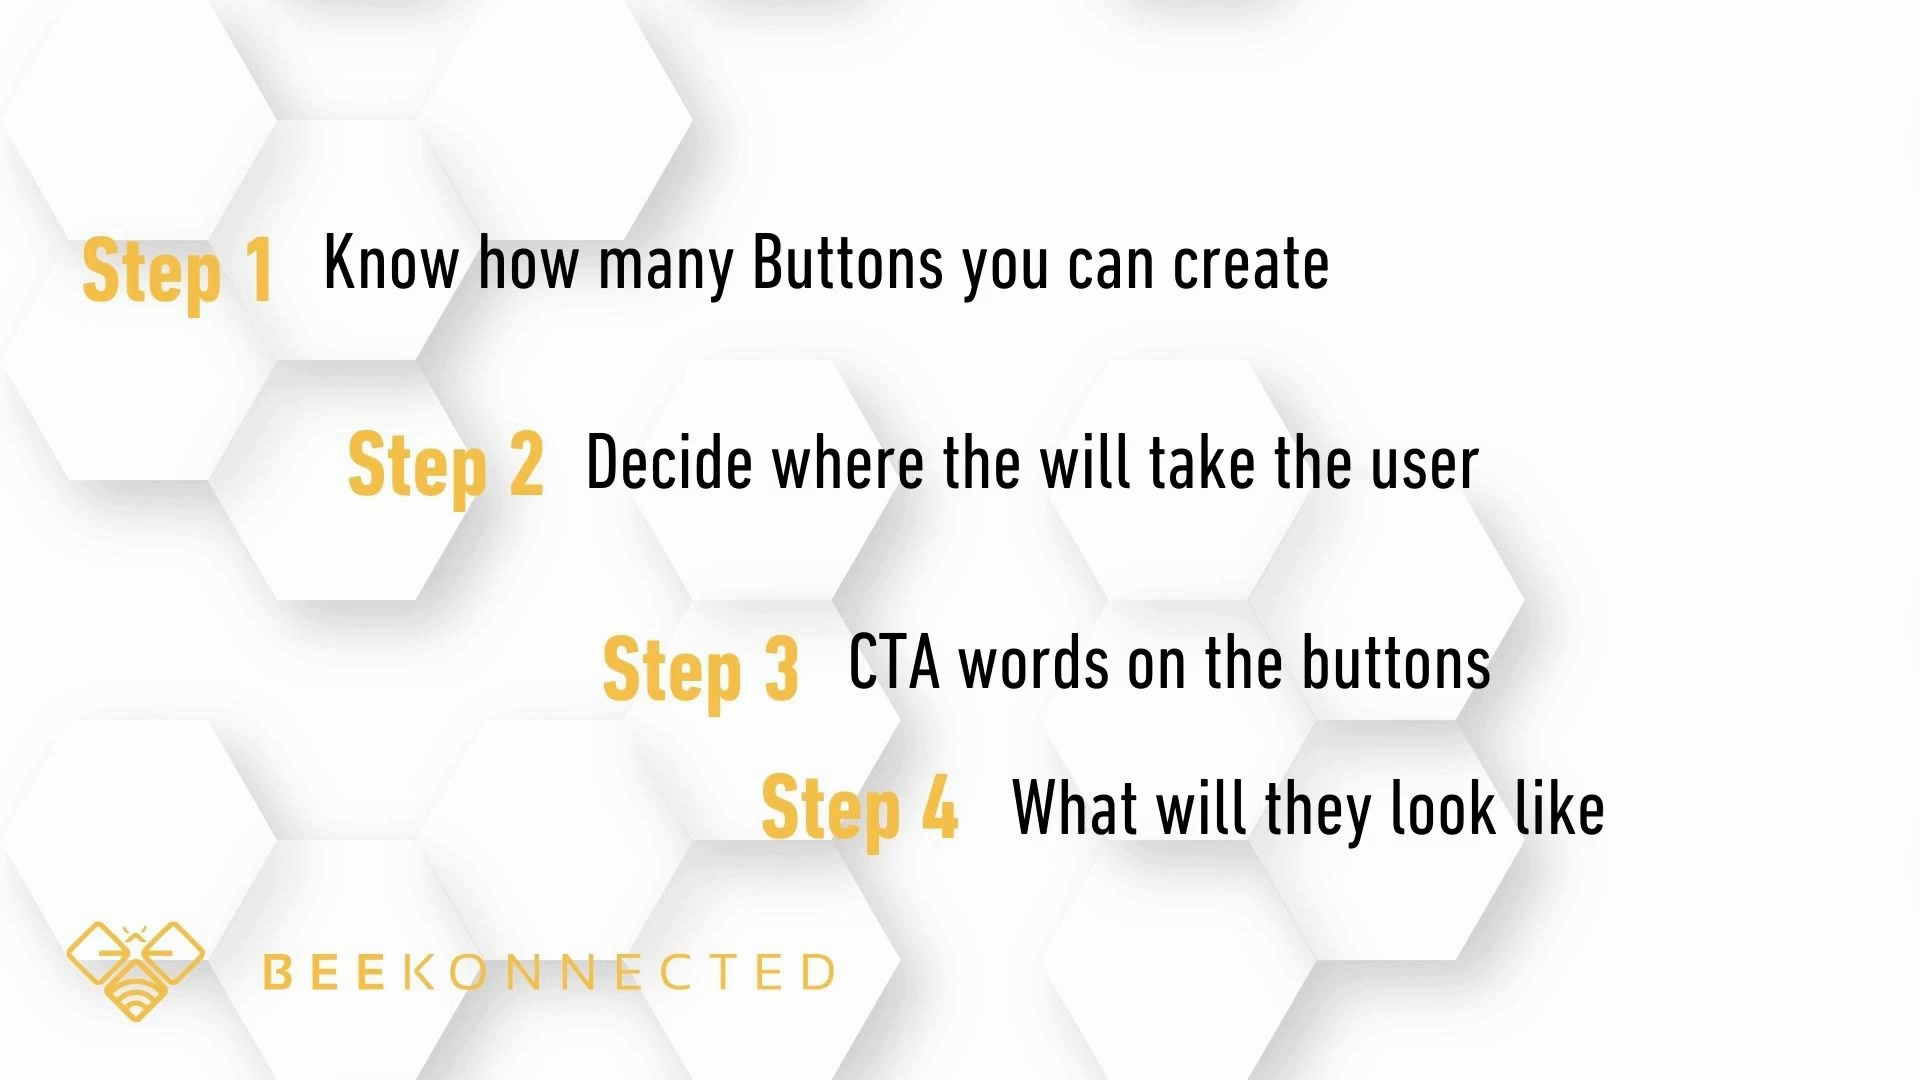 Step 1 Know how many Buttons you can create
Step 2 Decide where the will take the user
Step 3 CTA words on the buttons
Step 4 What will they look like
BEEKONNECTED